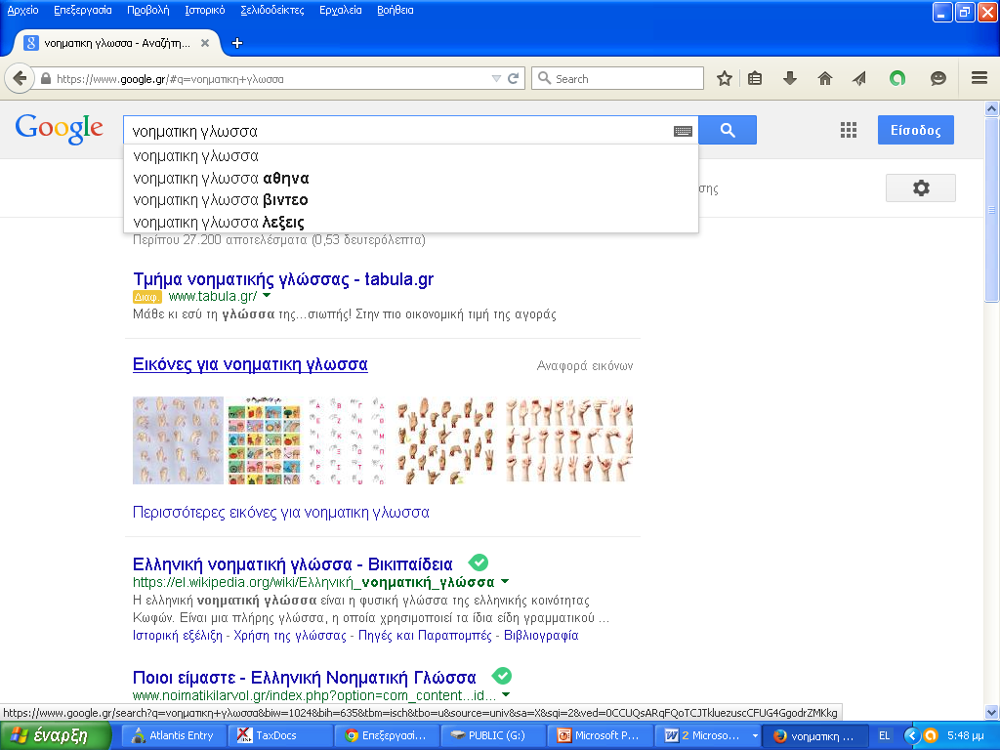 Αρχείο Επεξεργασία Προβολή Ιστορικό Σελιδοδείκτες Εργαλεία Βοήθεια
νοηματικη γλωσσα - Αναζήτη...
https://www.google.gr/#q=νοηματικη+γλωσσα Search
Google νοηματικη γλωσσα Είσοδος
νοηματικη γλωσσα
νοηματικη γλωσσα αθηνα
νοηματικη γλωσσα βιντεο
σης
νοηματικη γλωσσα λεξεις
Περίπου 27.200 αποτελέσματα (0,53 δευτερόλεπτα)
Τμήμα νοηματικής γλώσσας - tabula.gr
Διαφ. www.tabula.gr/
Μάθε κι εσύ τη γλώσσα της...σιωπής! Στην πιο οικονομική τιμή της αγοράς
Εικόνες για νοηματικη γλωσσα Αναφορά εικόνων
Α Β Γ Δ
Ε Ζ Η Θ
Ι Κ Λ Μ
Ν Ξ Ο Π
Ρ Σ Τ Υ
Φ Χ Ψ Ω
Περισσότερες εικόνες για νοηματικη γλωσσα
Ελληνική νοηματική γλώσσα - Βικιπαίδεια
https://el.wikipedia.org/wiki/Ελληνική_νοηματική_γλώσσα
Η ελληνική νοηματική γλώσσα είναι η φυσική γλώσσα της ελληνικής κοινότητας
Κωφών. Είναι μια πλήρης γλώσσα, η οποία χρησιμοποιεί τα ίδια είδη γραμματικού ...
Ιστορική εξέλιξη - Χρήση της γλώσσας - Πηγές και Παραπομπές - Βιβλιογραφία
Ποιοι είμαστε - Ελληνική Νοηματική Γλώσσα
www.noimatikilarvol.gr/index.php?option=com_content...id...
https://www.google.gr/search?q=νοηματικη+γλωσσα&biw=1024&bih=635&tbm=isch&tbo=u&source=univ&sa=X&sqi=2&ved=0CCUQsARqFQoTCJTkluezuscCFUG4GgodrZMKkg
έναρξη Atlantis Entry TaxDocs Επεξεργασί... PUBLIC (G:) Microsoft P... 2 Microso... νοηματικη γ... EL 5:48 μμ